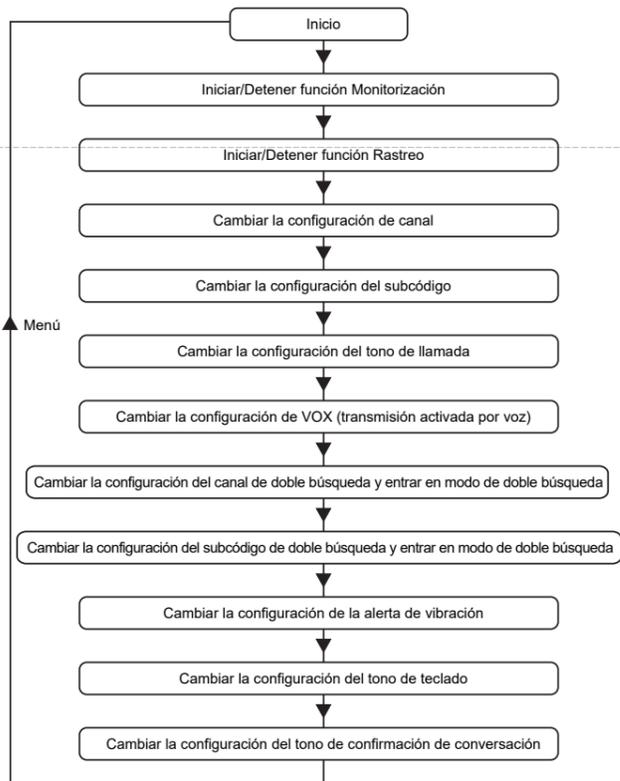 Inicio
Iniciar/Detener función Monitorización
Iniciar/Detener función Rastreo
Cambiar la configuración de canal
Cambiar la configuración del subcódigo
Menú
Cambiar la configuración del tono de llamada
Cambiar la configuración de VOX (transmisión activada por voz)
Cambiar la configuración del canal de doble búsqueda y entrar en modo de doble búsqueda
Cambiar la configuración del subcódigo de doble búsqueda y entrar en modo de doble búsqueda
Cambiar la configuración de la alerta de vibración
Cambiar la configuración del tono de teclado
Cambiar la configuración del tono de confirmación de conversación